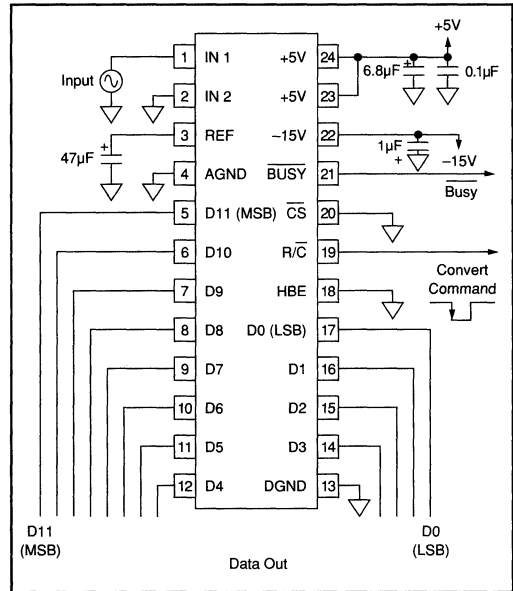 +5V
1 IN 1 +5V 24
Input
6.8µF + 0.1µF
2 IN 2 +5V 23
3 REF −15V 22
+
47µF
1µF
+
−15V
4 AGND B̅U̅S̅Y̅ 21
B̅u̅s̅y̅
5 D11 (MSB) C̅S̅ 20
6 D10 R/C̅ 19
Convert
Command
7 D9 HBE 18
8 D8 D0 (LSB) 17
9 D7 D1 16
10 D6 D2 15
11 D5 D3 14
12 D4 DGND 13
D11
(MSB)
D0
(LSB)
Data Out